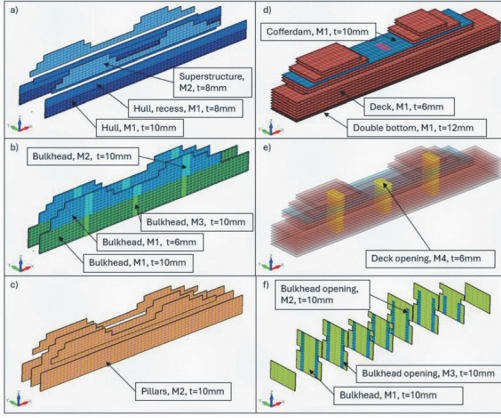 a)
Superstructure,
M2, t=8mm
Hull, recess, M1, t=8mm
Hull, M1, t=10mm
b)
Bulkhead, M2, t=10mm
Bulkhead, M3, t=10mm
Bulkhead, M1, t=6mm
Bulkhead, M1, t=10mm
c)
Pillars, M2, t=10mm
d)
Cofferdam, M1, t=10mm
Deck, M1, t=6mm
Double bottom, M1, t=12mm
e)
Deck opening, M4, t=6mm
f)
Bulkhead opening,
M2, t=10mm
Bulkhead opening, M3, t=10mm
Bulkhead, M1, t=10mm